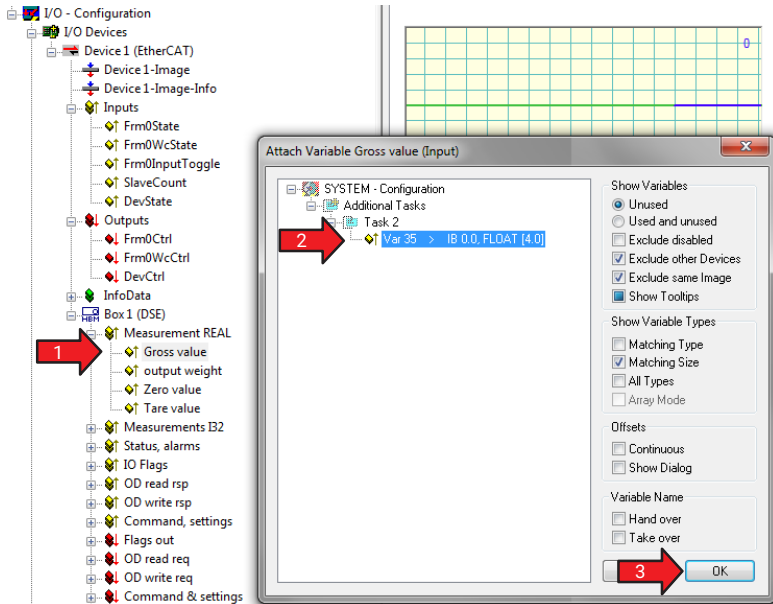 I/O - Configuration
I/O Devices
Device 1 (EtherCAT)
Device 1-Image
Device 1-Image-Info
Inputs
Frm0State
Frm0WcState
Frm0InputToggle
SlaveCount
DevState
Outputs
Frm0Ctrl
Frm0WcCtrl
DevCtrl
InfoData
HBM
Box 1 (DSE)
Measurement REAL
1
Gross value
output weight
Zero value
Tare value
Measurements I32
Status, alarms
IO Flags
OD read rsp
OD write rsp
Command, settings
Flags out
OD read req
OD write req
Command & settings
0
Attach Variable Gross value (Input)
SYSTEM - Configuration
Additional Tasks
Task 2
2
Var 35 > IB 0.0, FLOAT [4.0]
Show Variables
Unused
Used and unused
Exclude disabled
Exclude other Devices
Exclude same Image
Show Tooltips
Show Variable Types
Matching Type
Matching Size
All Types
Array Mode
Offsets
Continuous
Show Dialog
Variable Name
Hand over
Take over
3
OK